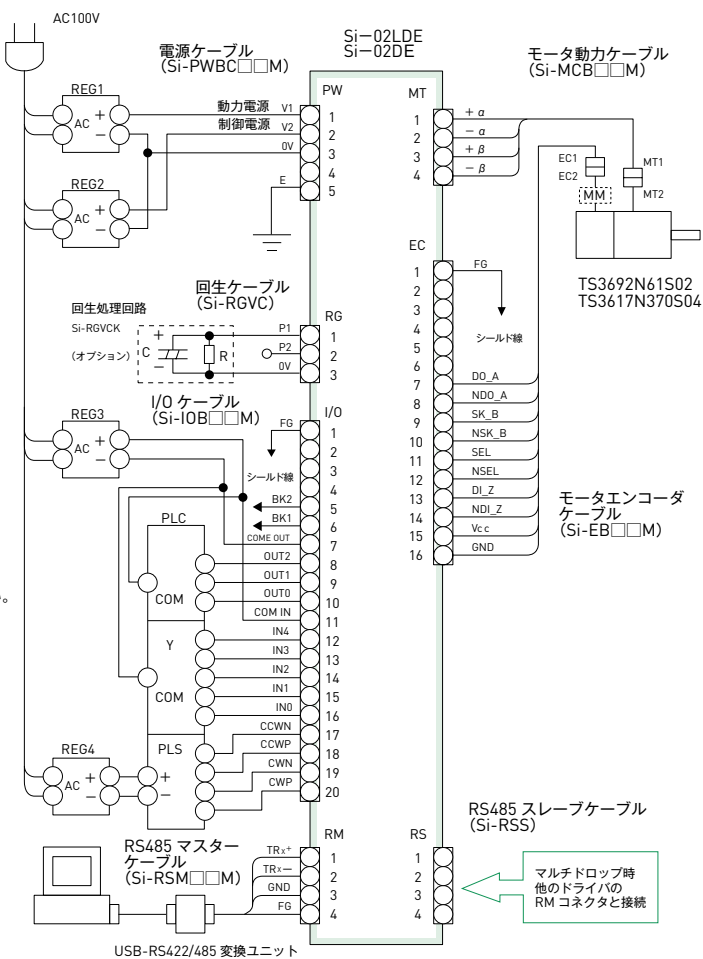 AC100V
Si−02LDE
Si−02DE
電源ケーブル
(Si-PWBC□□M)
モータ動力ケーブル
(Si-MCB□□M)
REG1
AC
+
−
動力電源 V1
制御電源 V2
0V
E
REG2
AC
+
−
PW
1
2
3
4
5
MT
1
2
3
4
+ α
− α
+ β
− β
EC1
EC2
MM
MT1
MT2
TS3692N61S02
TS3617N370S04
EC
1
2
3
4
5
6
7
8
9
10
11
12
13
14
15
16
FG
シールド線
DO_A
NDO_A
SK_B
NSK_B
SEL
NSEL
DI_Z
NDI_Z
Vcc
GND
モータエンコーダ
ケーブル
(Si-EB□□M)
回生ケーブル
(Si-RGVC)
回生処理回路
Si-RGVCK
(オプション)
+
C
−
R
P1
P2
0V
RG
1
2
3
I/O ケーブル
(Si-IOB□□M)
REG3
AC
+
−
FG
シールド線
BK2
BK1
COME OUT
OUT2
OUT1
OUT0
COM IN
IN4
IN3
IN2
IN1
IN0
CCWN
CCWP
CWN
CWP
I/O
1
2
3
4
5
6
7
8
9
10
11
12
13
14
15
16
17
18
19
20
PLC
COM
Y
COM
PLS
+
−
。
REG4
AC
+
−
RS485 マスター
ケーブル
(Si-RSM□□M)
TRx+
TRx−
GND
FG
RM
1
2
3
4
USB-RS422/485 変換ユニット
RS485 スレーブケーブル
(Si-RSS)
RS
1
2
3
4
マルチドロップ時
他のドライバの
RM コネクタと接続